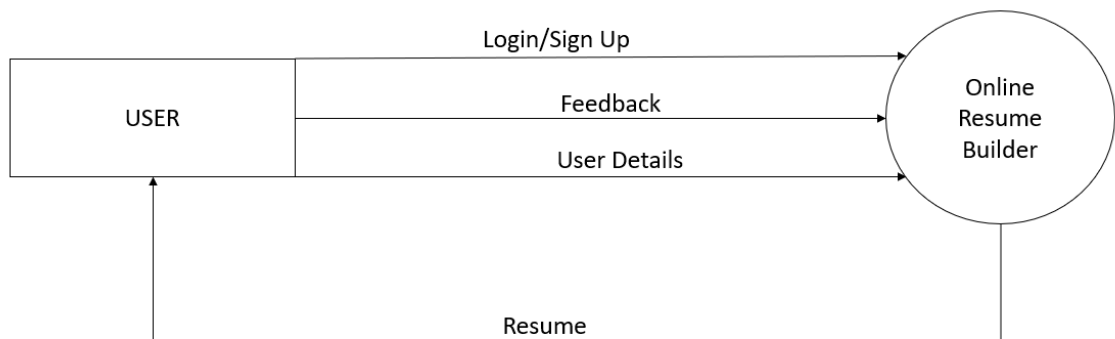 Login/Sign Up
USER
Feedback
User Details
Online
Resume
Builder
Resume